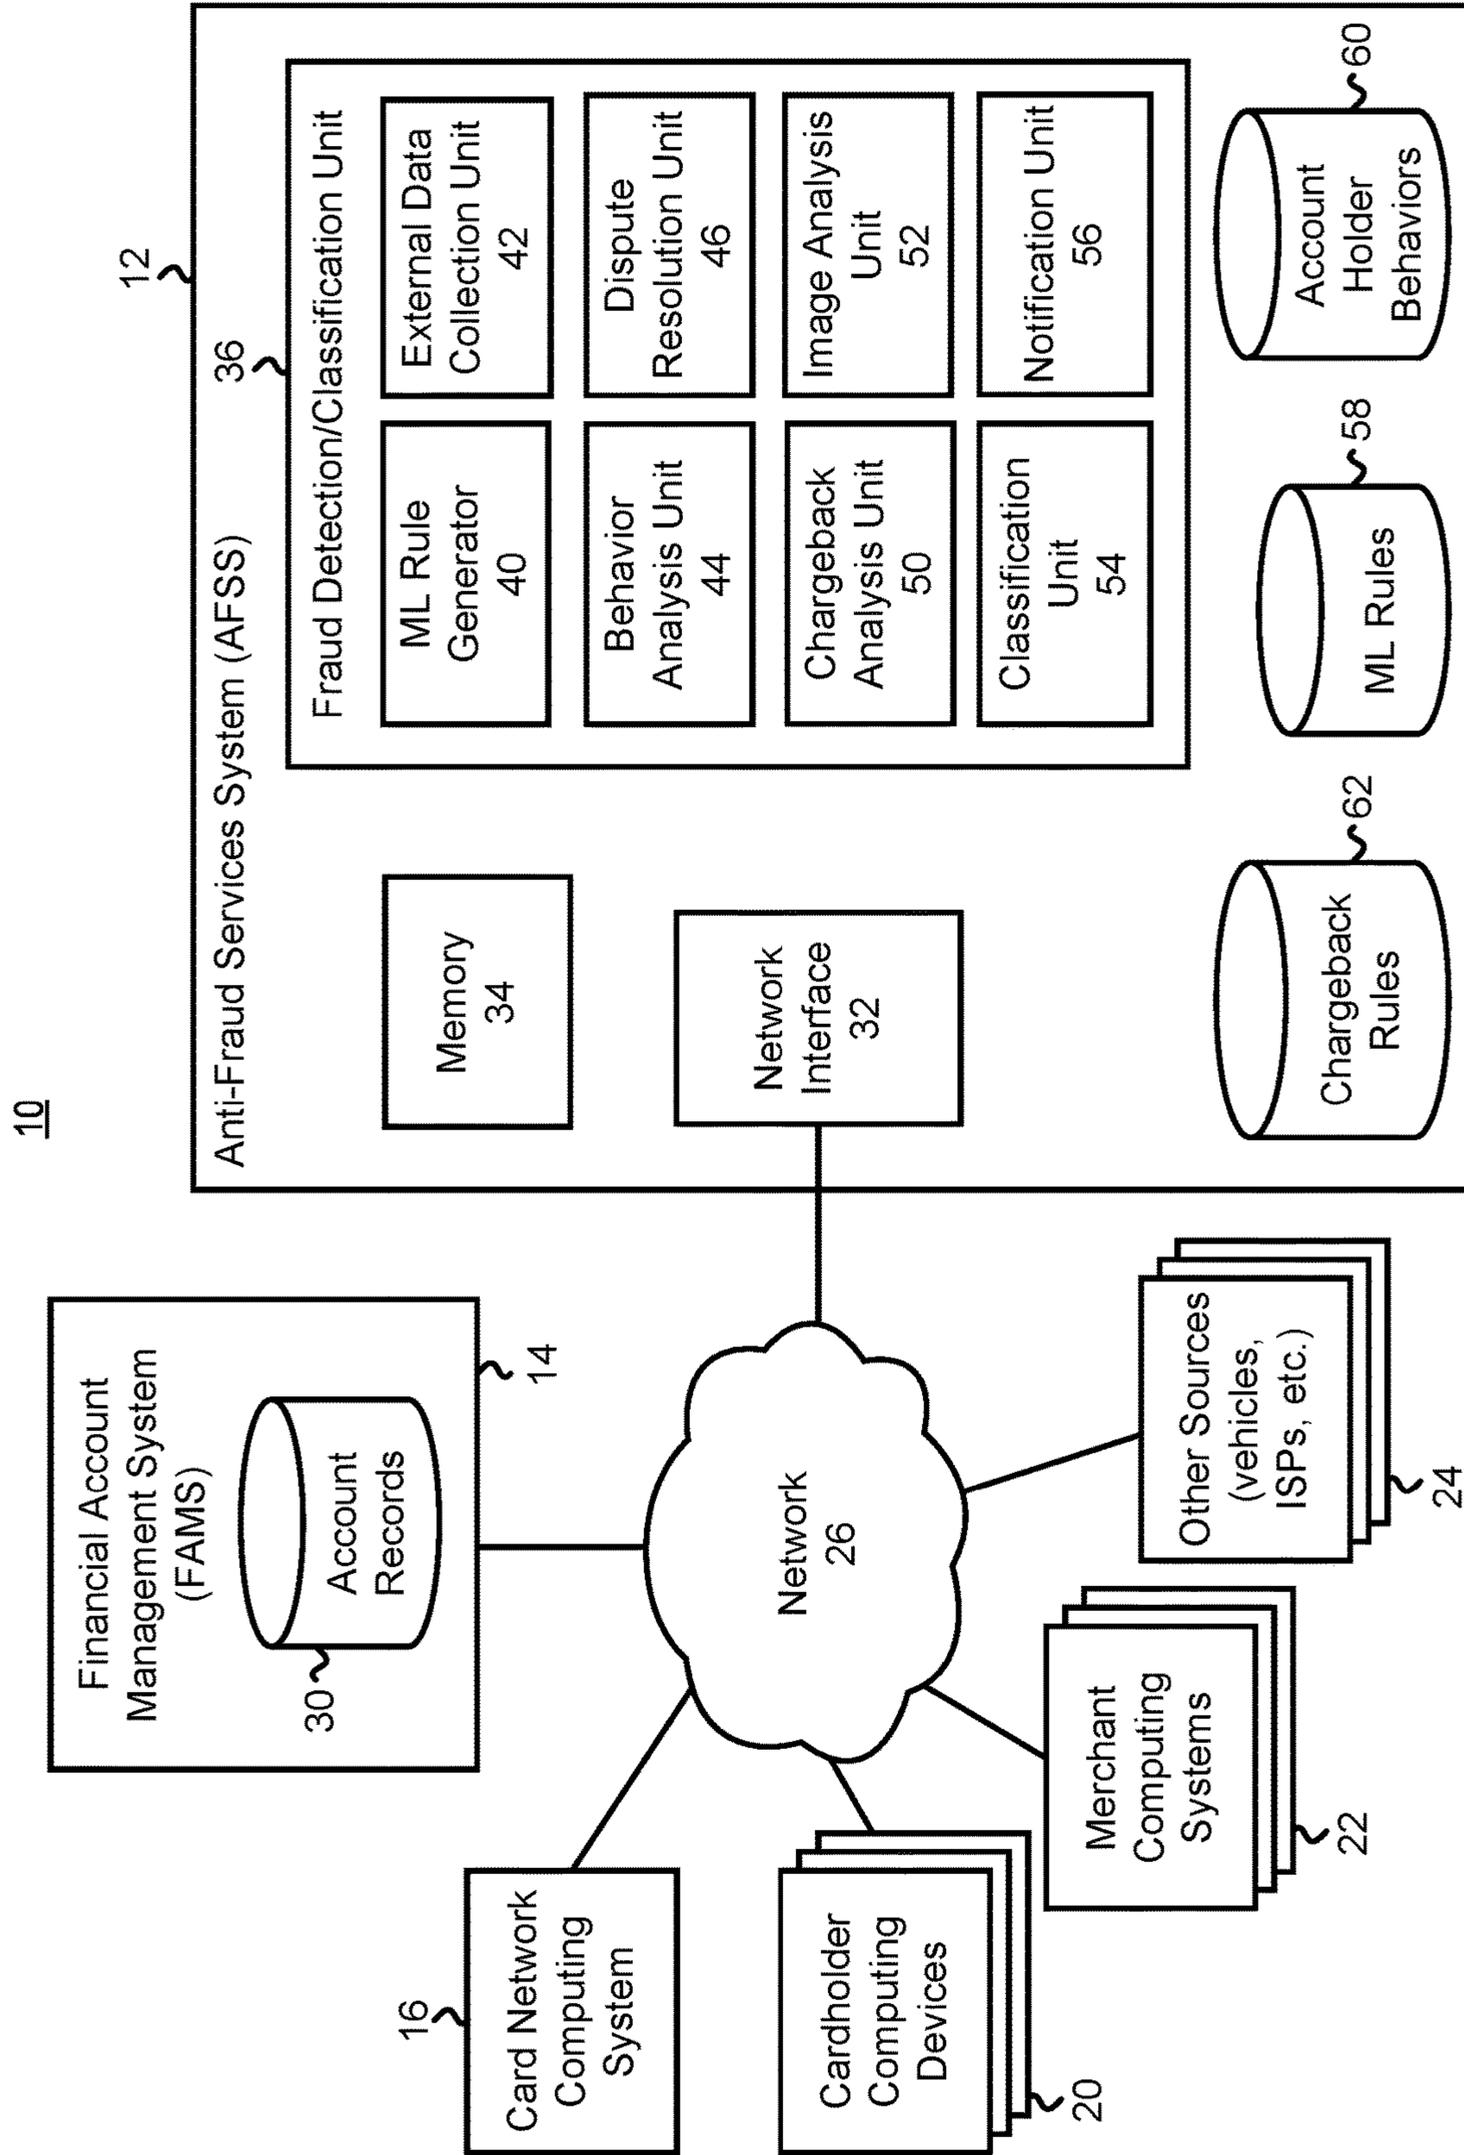 10
Financial Account
Management System
(FAMS)
30
Account
Records
14
16
Card Network
Computing
System
Cardholder
Computing
Devices
20
Merchant
Computing
Systems
22
Other Sources
(vehicles,
ISPs, etc.)
24
Network
26
12
Anti-Fraud Services System (AFSS)
Memory
34
Network
Interface
32
36
Fraud Detection/Classification Unit
ML Rule
Generator
40
External Data
Collection Unit
42
Behavior
Analysis Unit
44
Dispute
Resolution Unit
46
Chargeback
Analysis Unit
50
Image Analysis
Unit
52
Classification
Unit
54
Notification Unit
56
Chargeback
Rules
62
ML Rules
58
Account
Holder
Behaviors
60